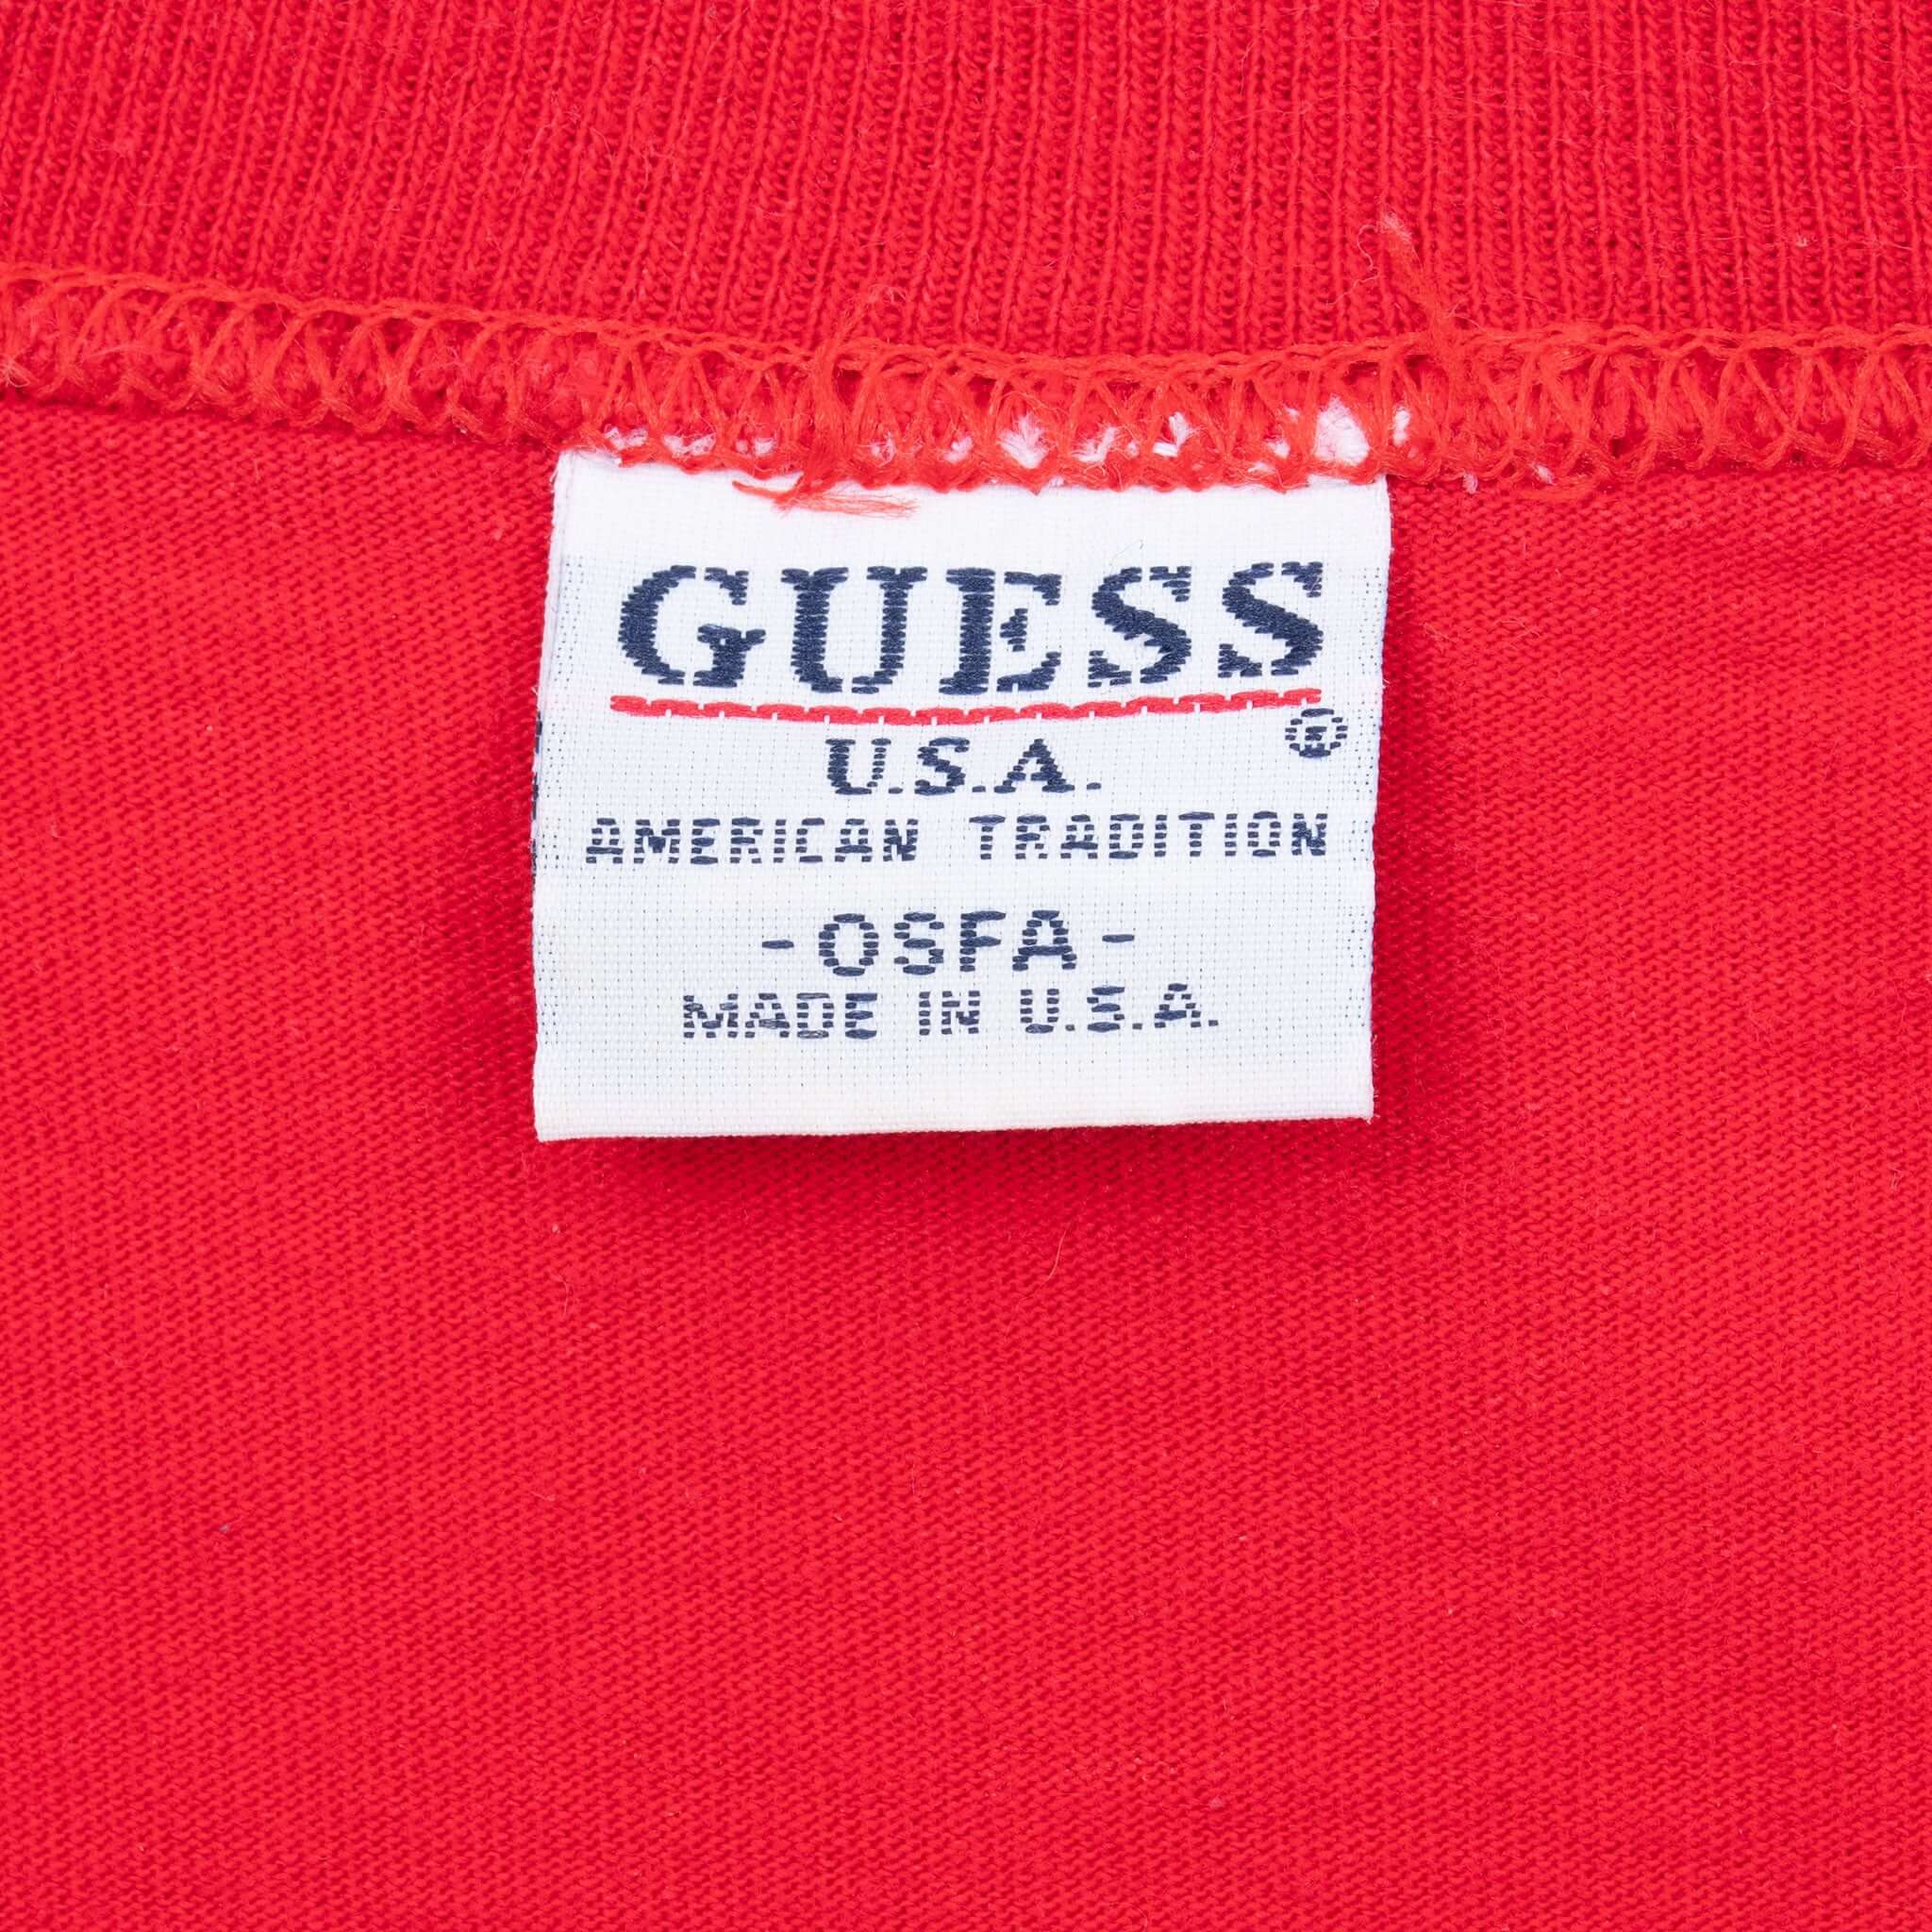 GUESS
®
U.S.A.
AMERICAN TRADITION
-OSFA-
MADE IN U.S.A.